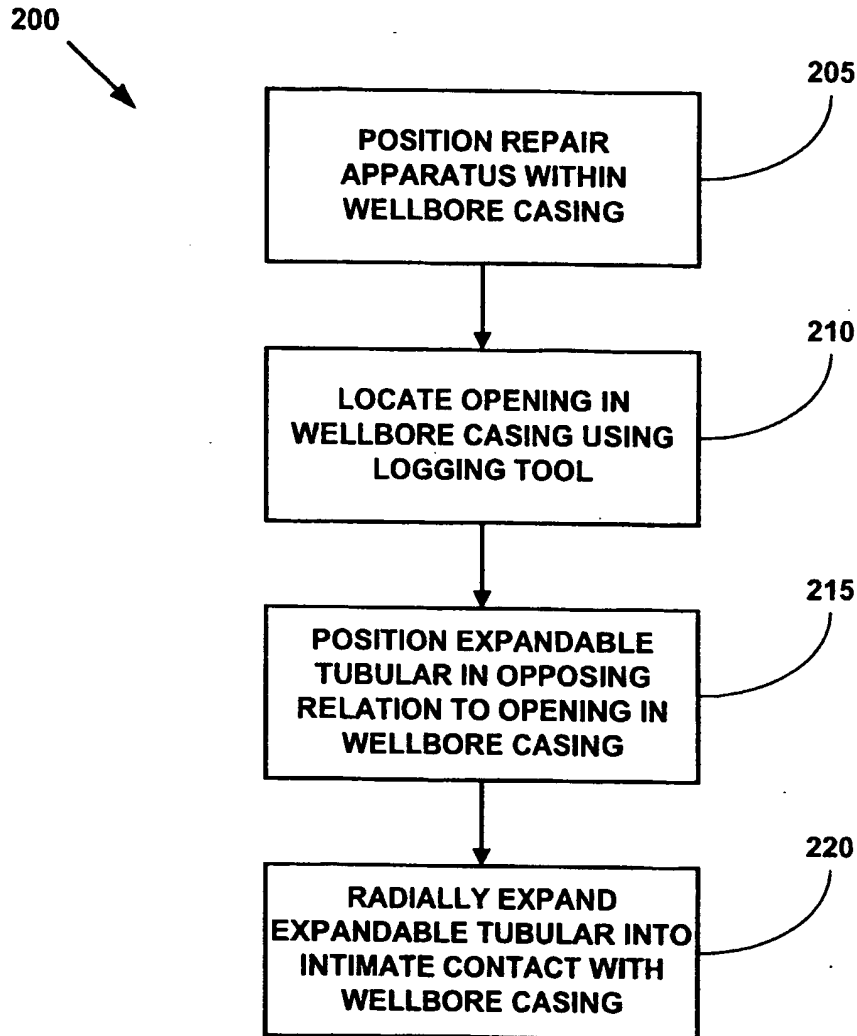 200
205
POSITION REPAIR
APPARATUS WITHIN
WELLBORE CASING
210
LOCATE OPENING IN
WELLBORE CASING USING
LOGGING TOOL
215
POSITION EXPANDABLE
TUBULAR IN OPPOSING
RELATION TO OPENING IN
WELLBORE CASING
220
RADIALLY EXPAND
EXPANDABLE TUBULAR INTO
INTIMATE CONTACT WITH
WELLBORE CASING